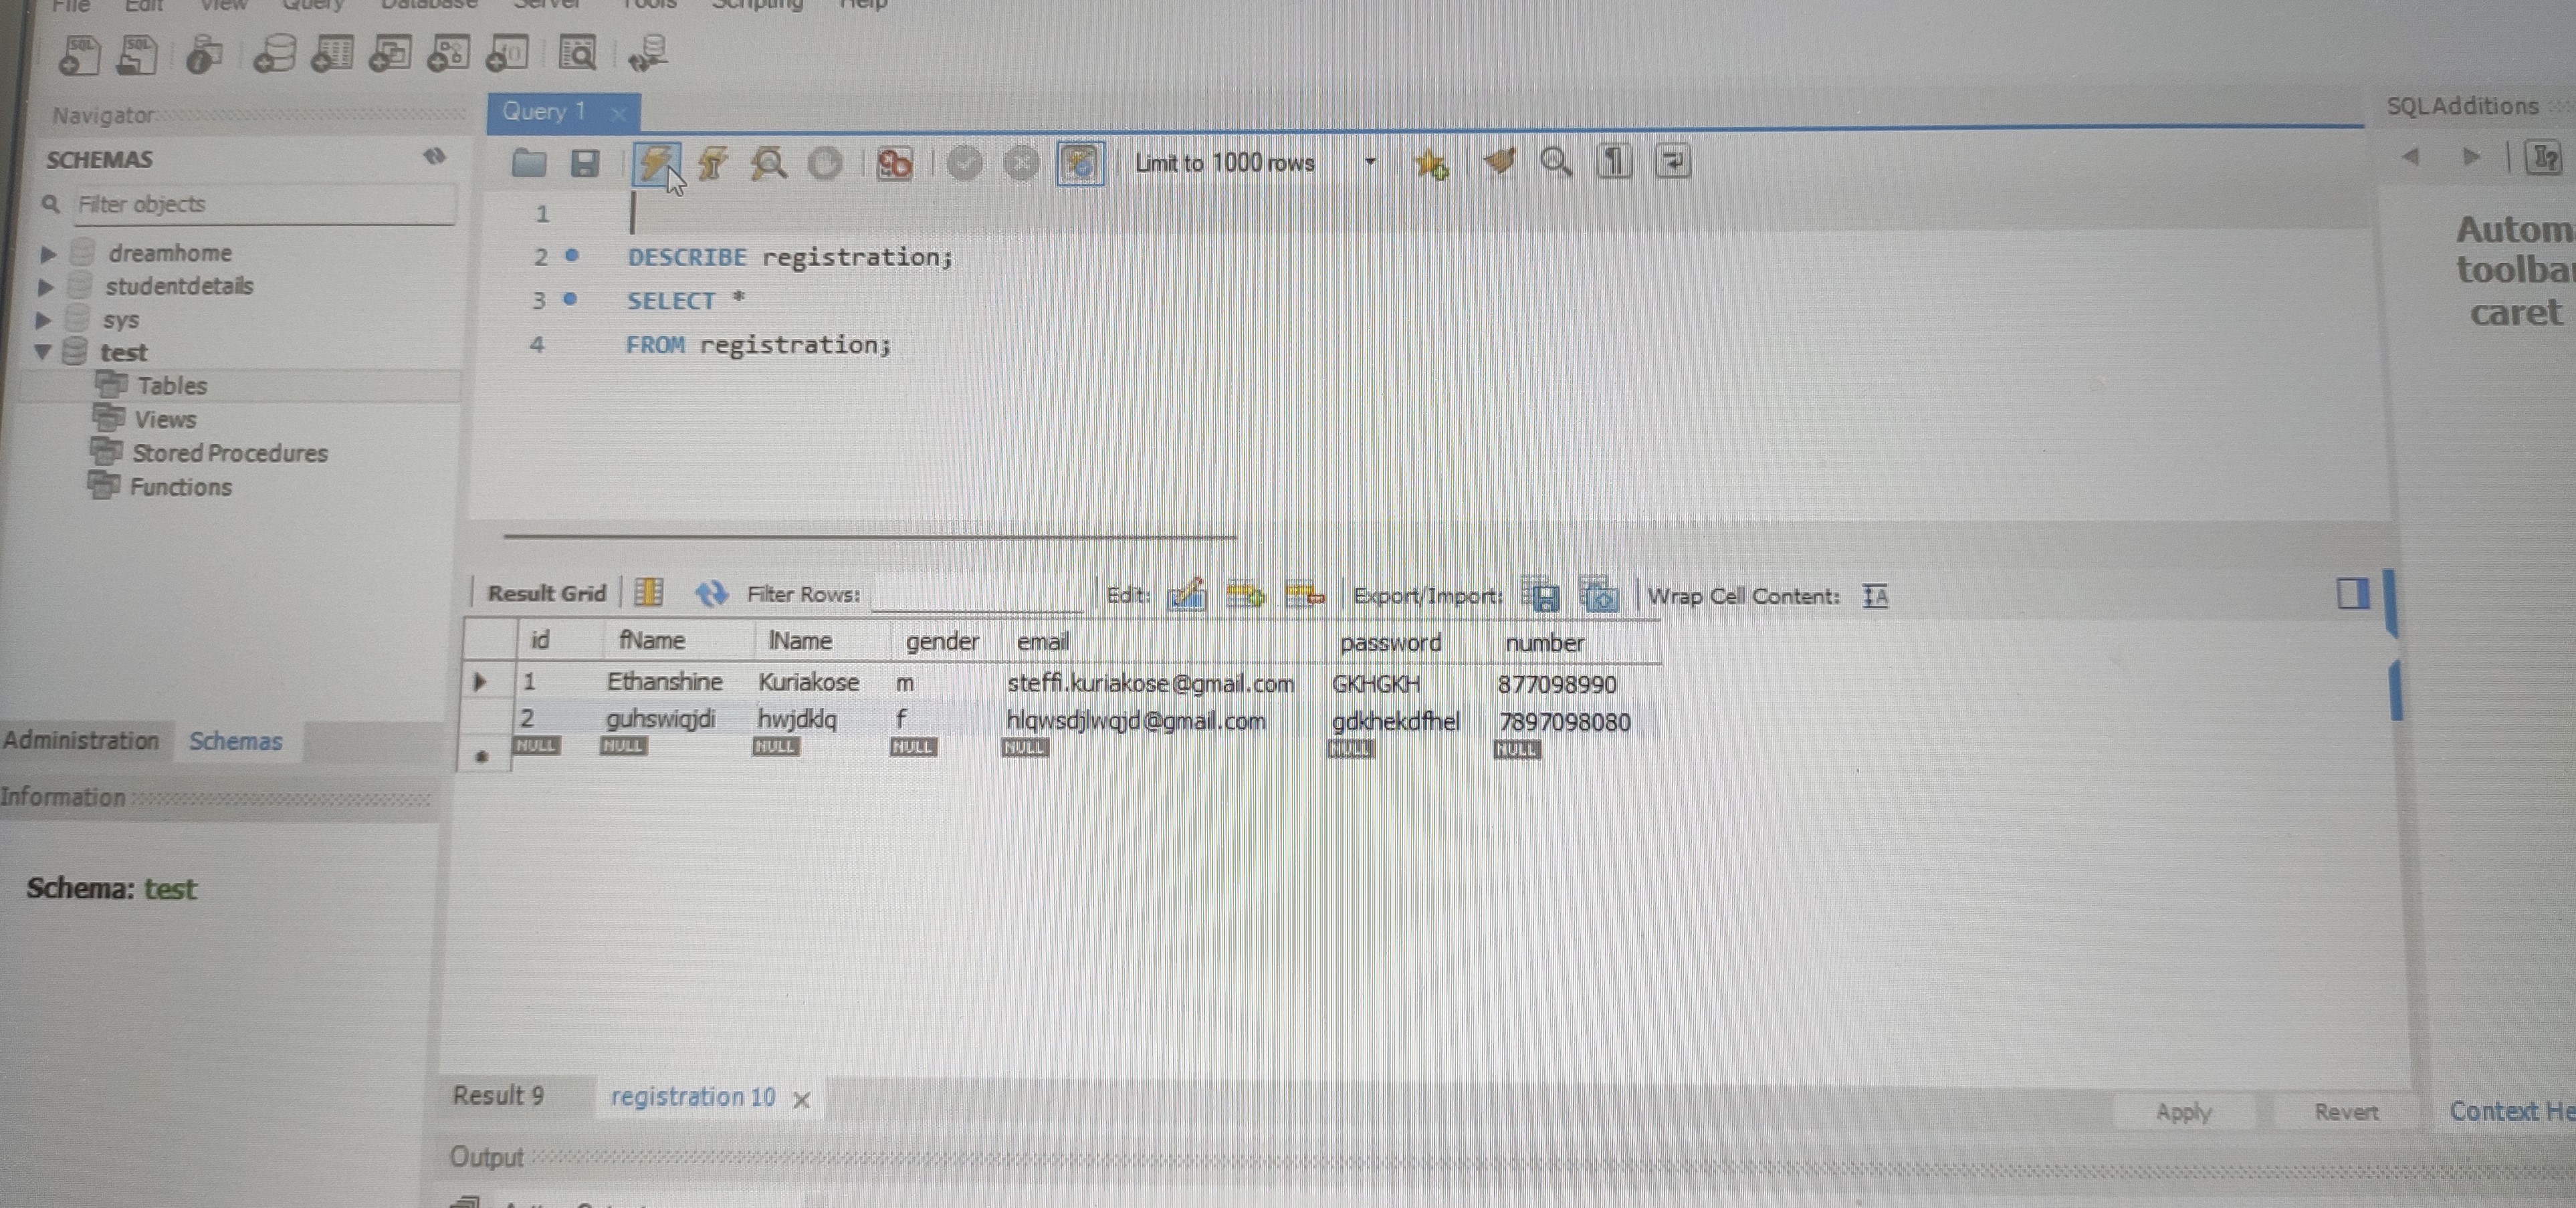 File Edit View Query Database Server Tools Scripting Help
SQL SQL
Navigator
SCHEMAS
Filter objects
dreamhome
studentdetails
sys
test
Tables
Views
Stored Procedures
Functions
Administration Schemas
Information
Schema: test
Query 1
Limit to 1000 rows
1
2 DESCRIBE registration;
3 SELECT *
4 FROM registration;
Result Grid Filter Rows: Edit: Export/Import: Wrap Cell Content:
id fName lName gender email password number
1 Ethanshine Kuriakose m steffi.kuriakose@gmail.com GKHGKH 877098990
2 guhswiqjdi hwjdklq f hlqwsdjlwqjd@gmail.com gdkhekdfhel 7897098080
NULL NULL NULL NULL NULL NULL NULL
Result 9 registration 10
Apply Revert
Output
SQLAdditions
Autom
toolba
caret
Context He